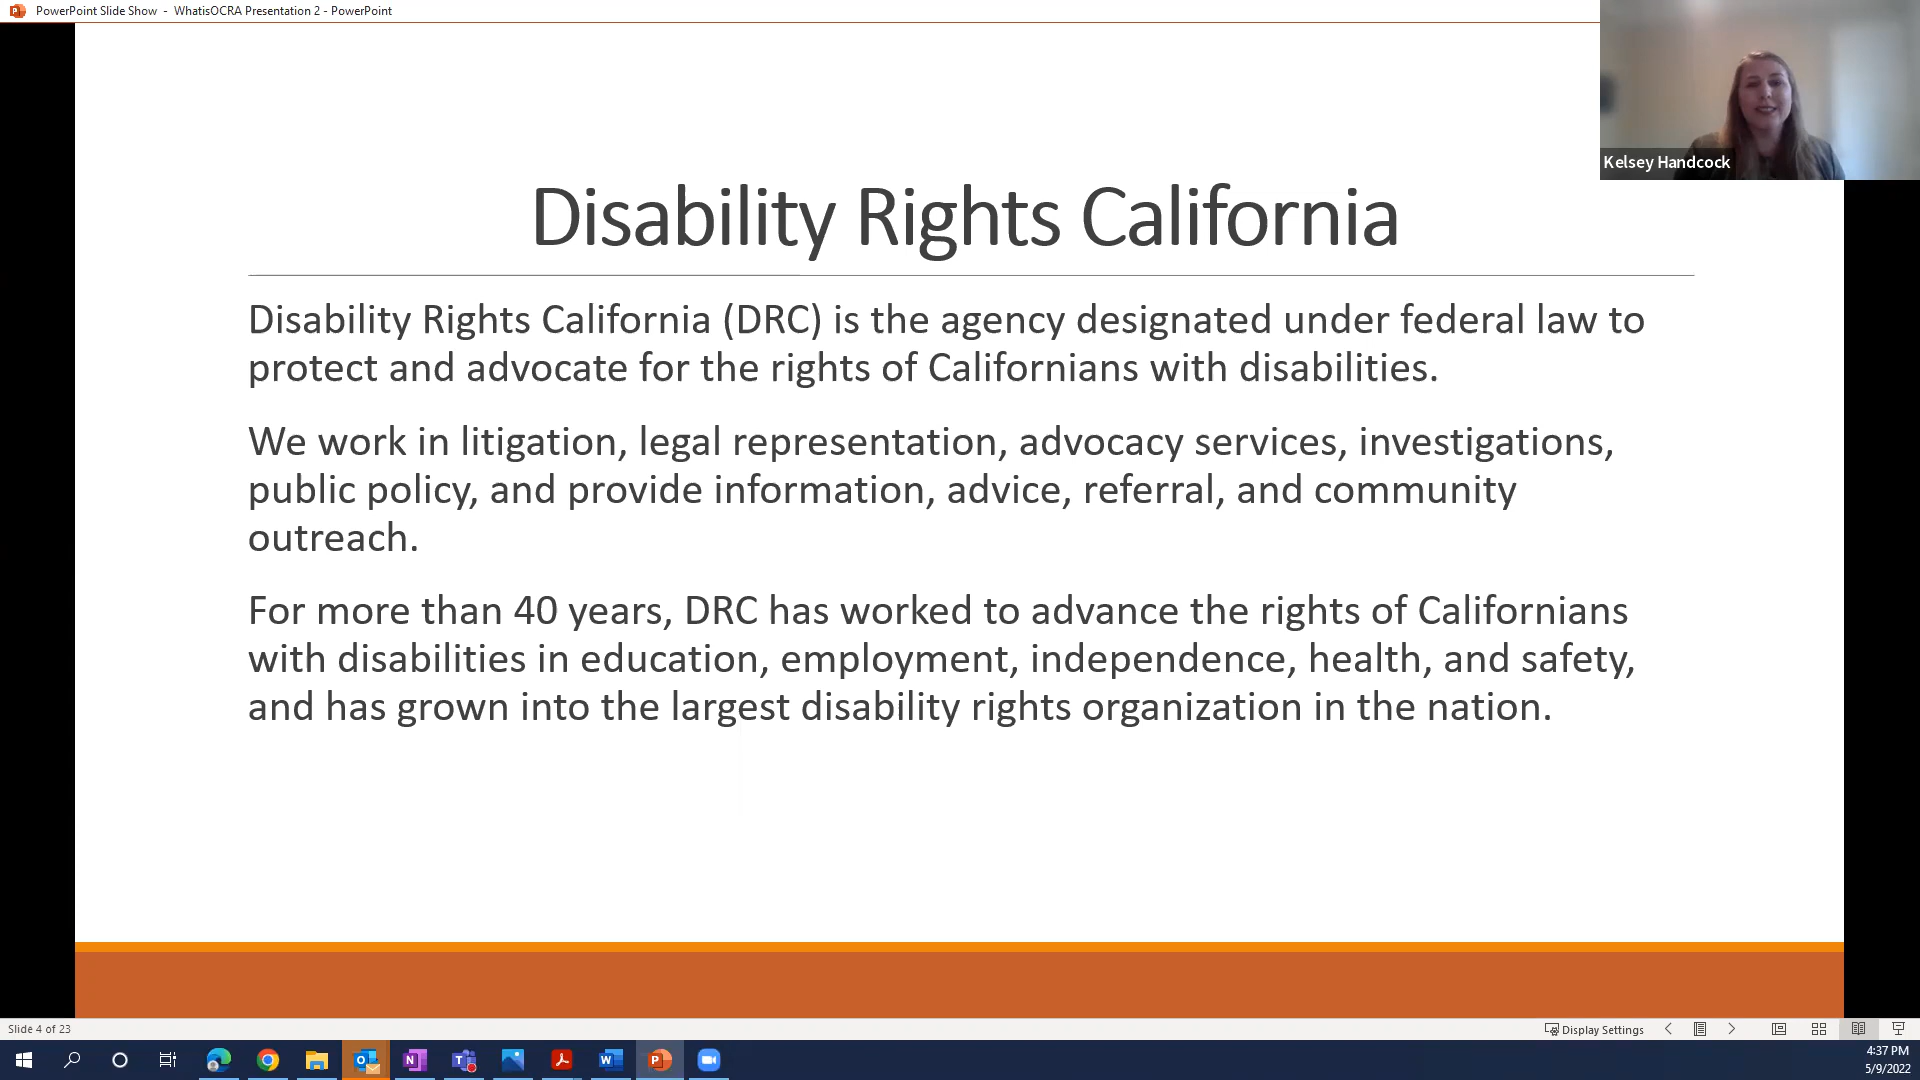 PowerPoint Slide Show - WhatisOCRA Presentation 2 - PowerPoint
Kelsey Handcock
Disability Rights California
Disability Rights California (DRC) is the agency designated under federal law to
protect and advocate for the rights of Californians with disabilities.
We work in litigation, legal representation, advocacy services, investigations,
public policy, and provide information, advice, referral, and community
outreach.
For more than 40 years, DRC has worked to advance the rights of Californians
with disabilities in education, employment, independence, health, and safety,
and has grown into the largest disability rights organization in the nation.
Slide 4 of 23
Display Settings
4:37 PM
5/9/2022